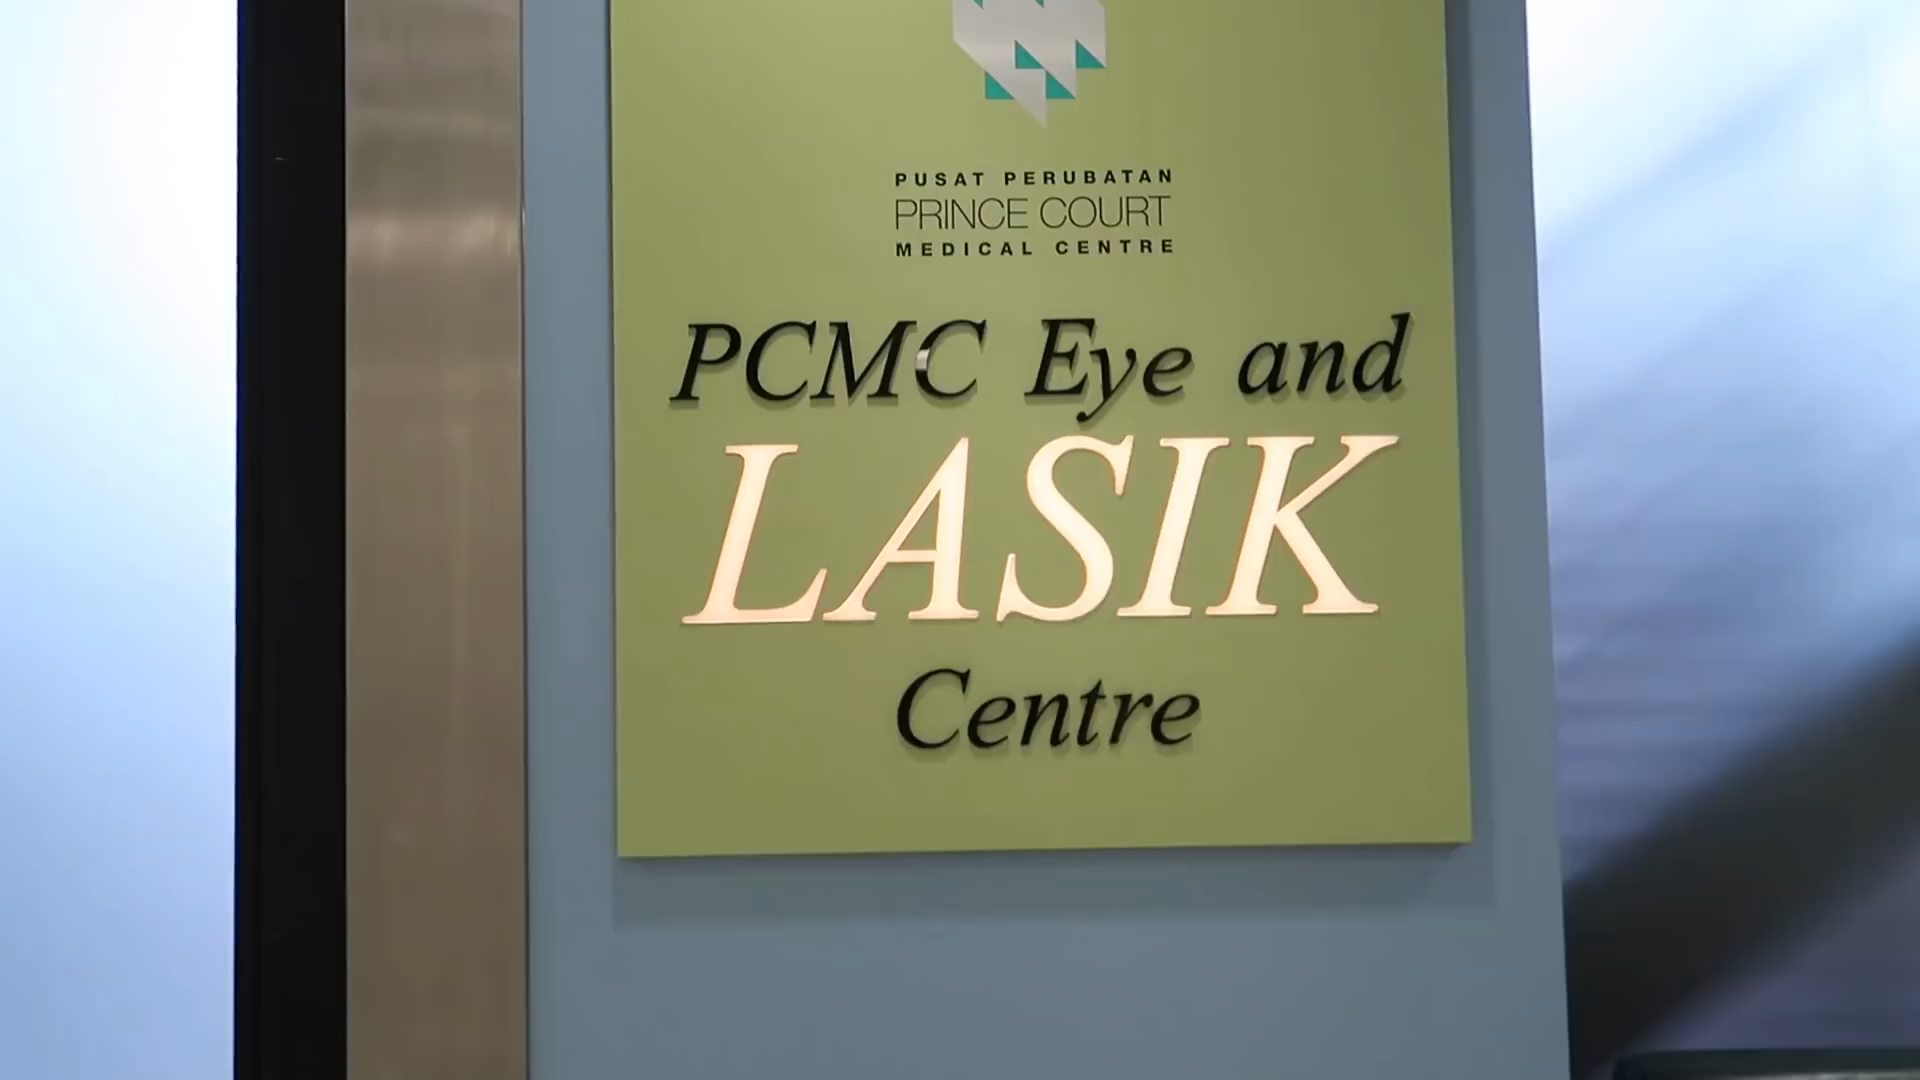 PUSAT PERUBATAN
PRINCE COURT
MEDICAL CENTRE
PCMC Eye and
LASIK
Centre